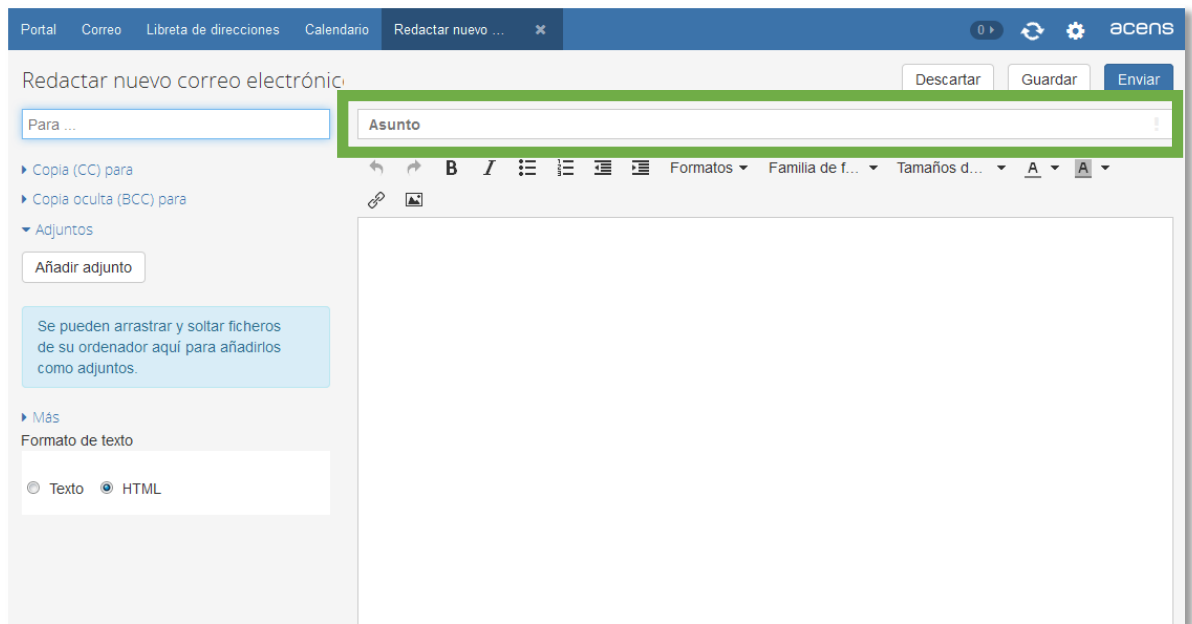 Portal Correo Libreta de direcciones Calendario Redactar nuevo ... 0 acens
Redactar nuevo correo electrónic
Descartar Guardar Enviar
Para ...
Asunto !
Copia (CC) para
B I Formatos Familia de f... Tamaños d... A A
Copia oculta (BCC) para
Adjuntos
Añadir adjunto
Se pueden arrastrar y soltar ficheros
de su ordenador aquí para añadirlos
como adjuntos.
Más
Formato de texto
Texto HTML